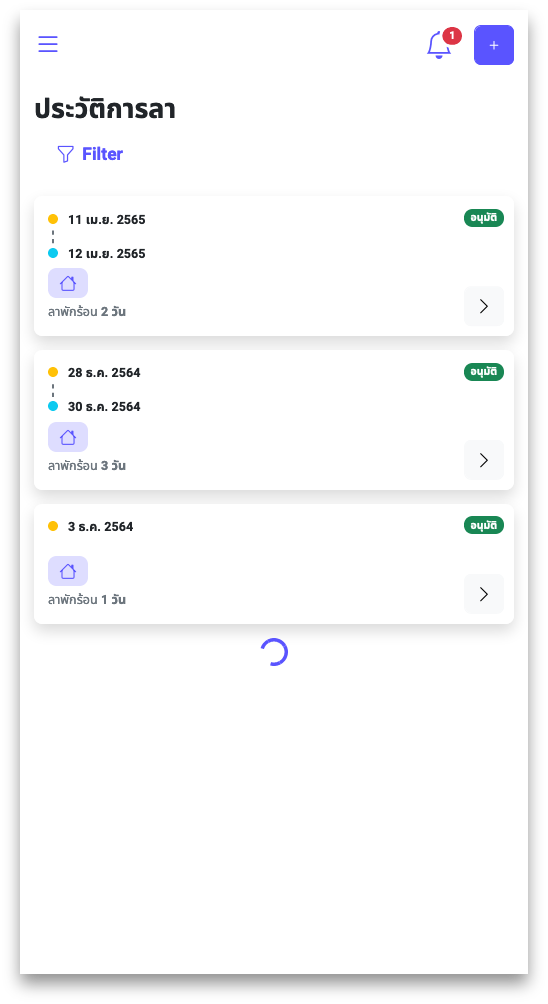 1
+
ประวัติการลา
Filter
11 เม.ย. 2565
อนุมัติ
12 เม.ย. 2565
ลาพักร้อน 2 วัน
28 ธ.ค. 2564
อนุมัติ
30 ธ.ค. 2564
ลาพักร้อน 3 วัน
3 ธ.ค. 2564
อนุมัติ
ลาพักร้อน 1 วัน